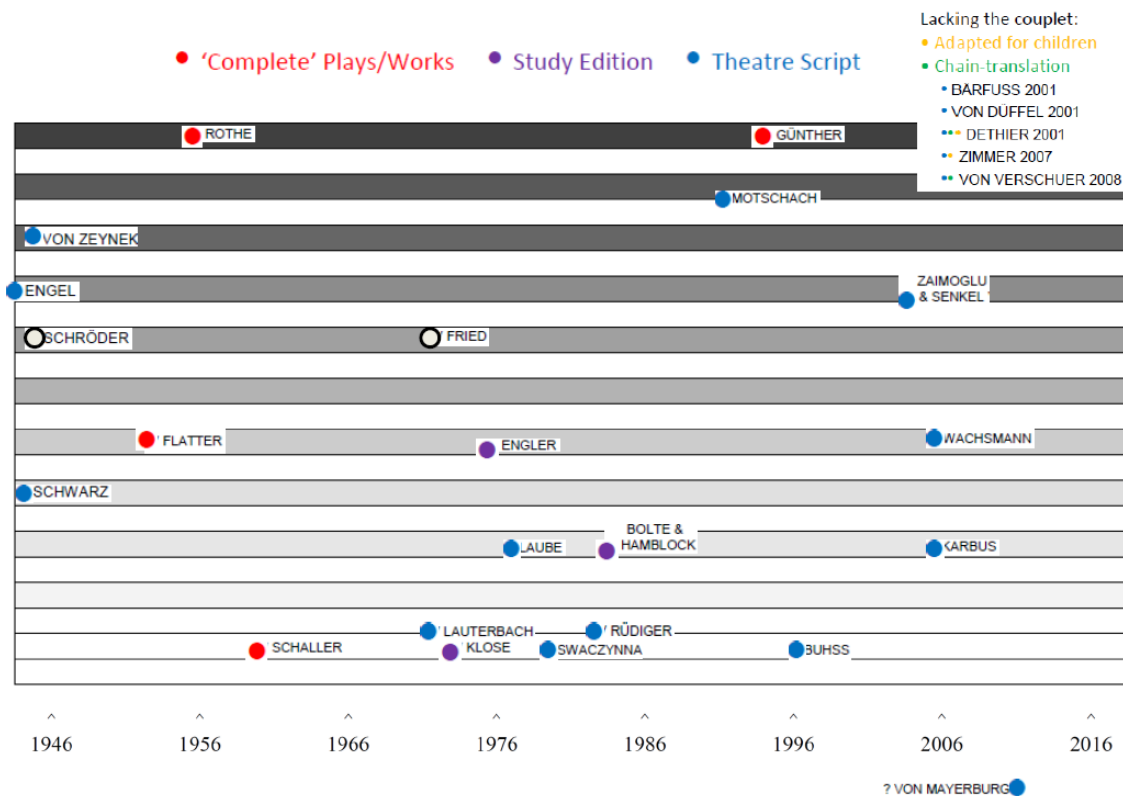 Lacking the couplet:
• Adapted for children
• Chain-translation
• BÄRFUSS 2001
• VON DÜFFEL 2001
••• DETHIER 2001
•• ZIMMER 2007
•• VON VERSCHUER 2008
• 'Complete' Plays/Works • Study Edition • Theatre Script
ROTHE GÜNTHER
MOTSCHACH
VON ZEYNEK
ENGEL ZAIMOGLU
& SENKEL
SCHRÖDER FRIED
FLATTER ENGLER WACHSMANN
SCHWARZ
LAUBE BOLTE &
HAMBLOCK KARBUS
LAUTERBACH RÜDIGER
SCHALLER KLOSE SWACZYNNA BUHSS
^ ^ ^ ^ ^ ^ ^ ^
1946 1956 1966 1976 1986 1996 2006 2016
? VON MAYERBURG